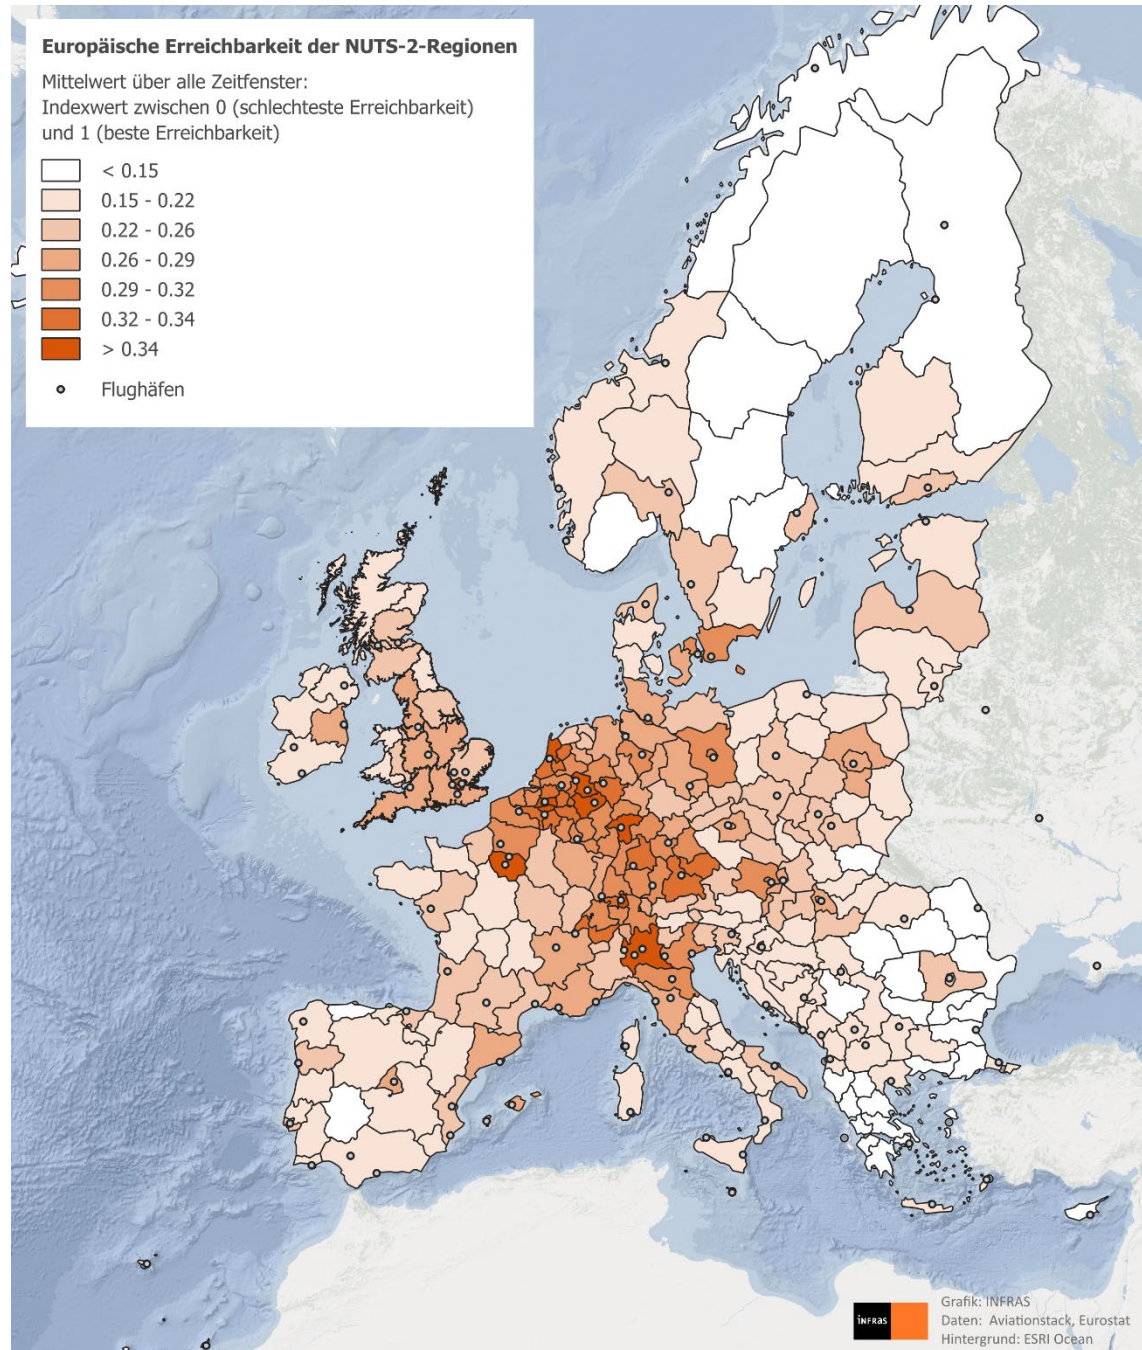 Europäische Erreichbarkeit der NUTS-2-Regionen
Mittelwert über alle Zeitfenster:
Indexwert zwischen 0 (schlechteste Erreichbarkeit)
und 1 (beste Erreichbarkeit)
< 0.15
0.15 - 0.22
0.22 - 0.26
0.26 - 0.29
0.29 - 0.32
0.32 - 0.34
> 0.34
Flughäfen
INFRAS
Grafik: INFRAS
Daten: Aviationstack, Eurostat
Hintergrund: ESRI Ocean